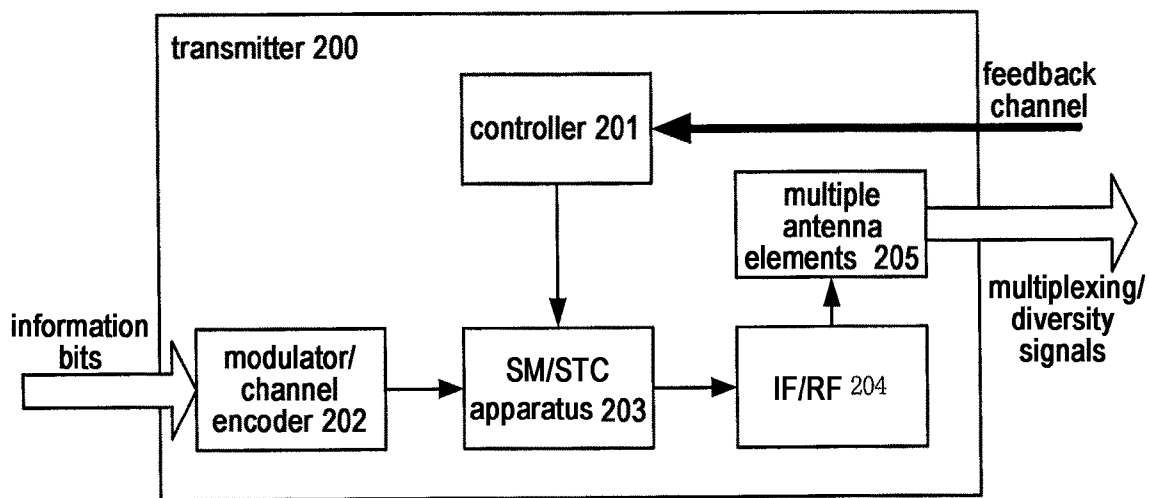 transmitter 200
feedback
channel
controller 201
multiple
antenna
elements 205
multiplexing/
diversity
signals
information
bits
modulator/
channel
encoder 202
SM/STC
apparatus 203
IF/RF 204